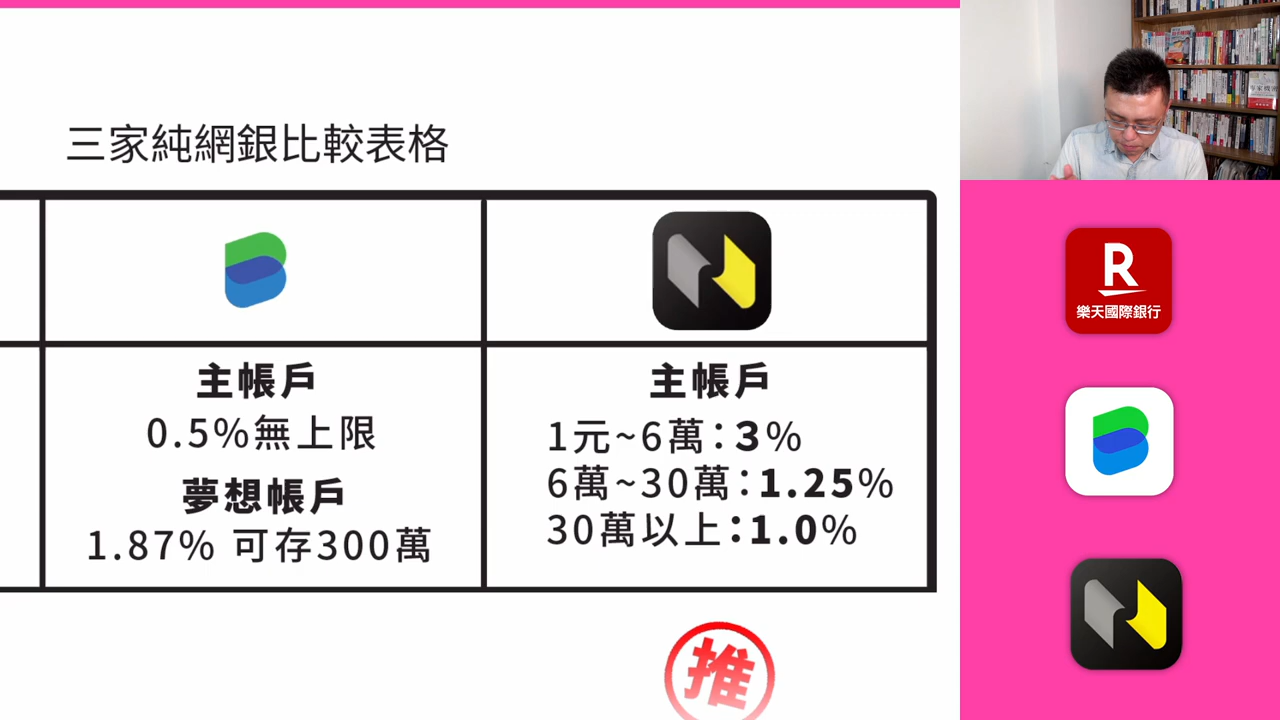 三家純網銀比較表格
主帳戶
0.5%無上限
夢想帳戶
1.87% 可存300萬
主帳戶
1元~6萬：3%
6萬~30萬：1.25%
30萬以上：1.0%
推
R
樂天國際銀行